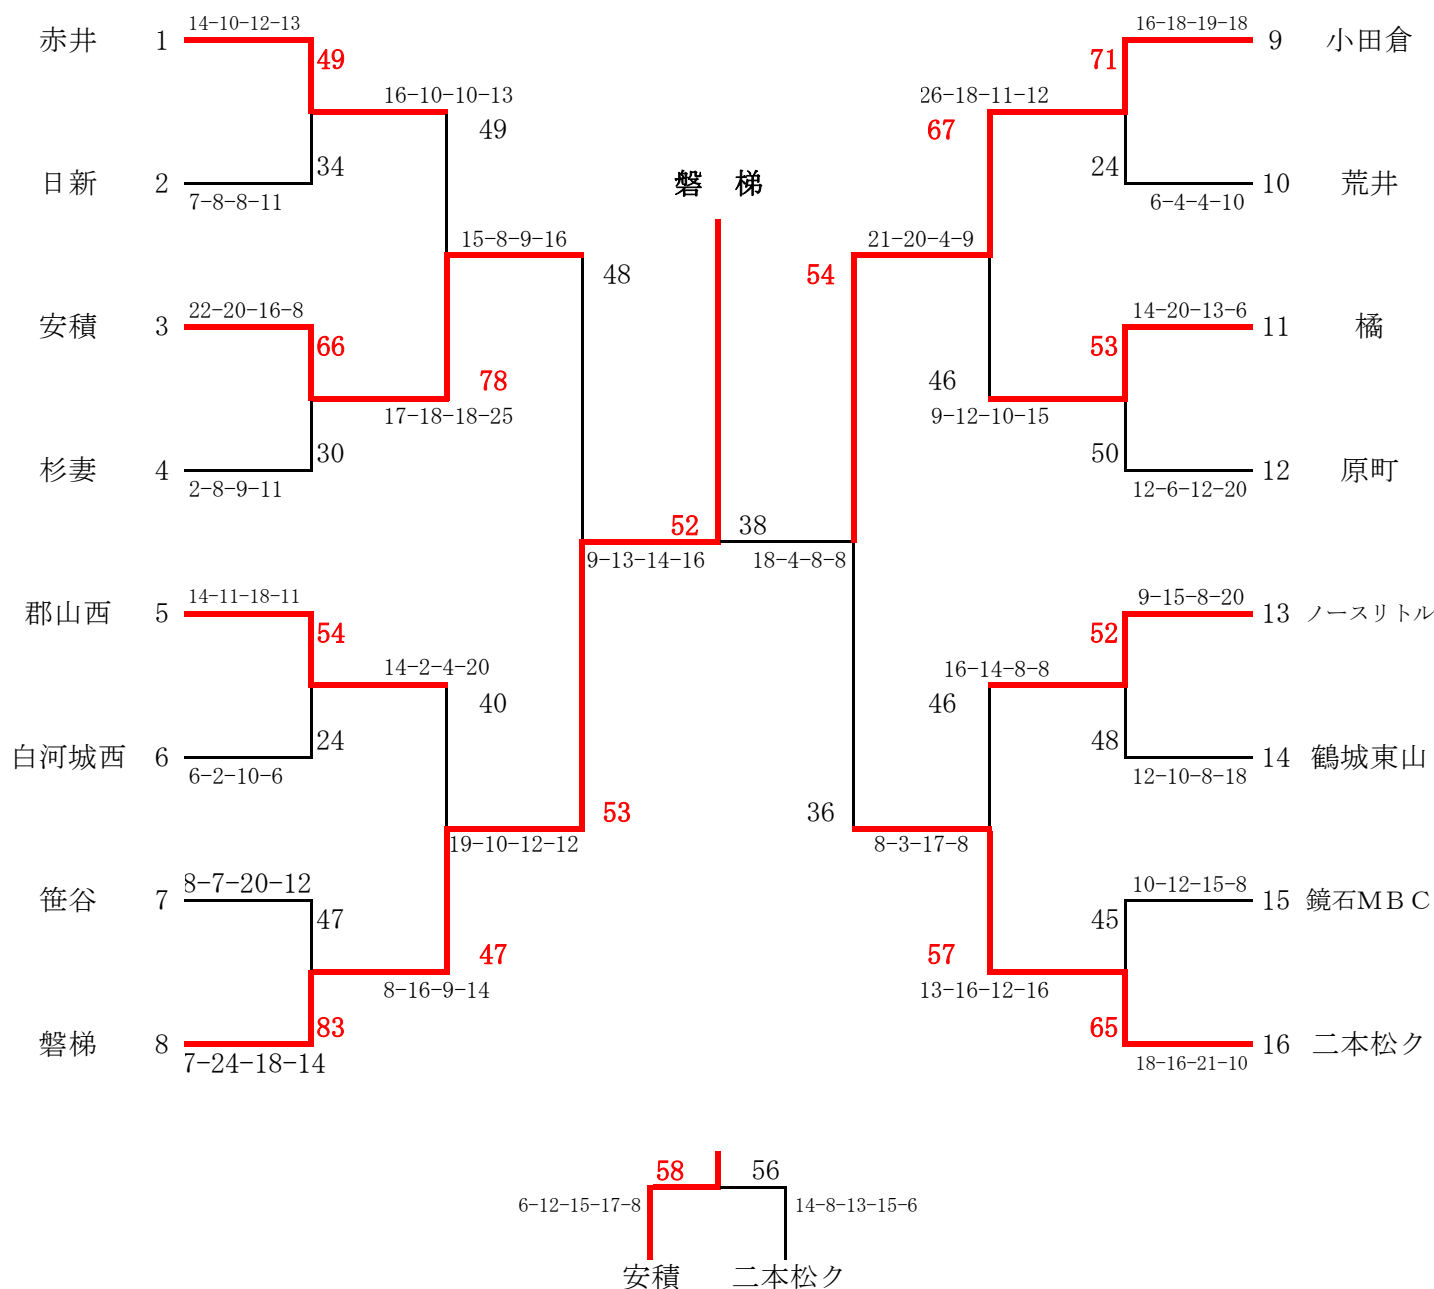 赤井 1 14-10-12-13 49
16-10-10-13 49
日新 2 7-8-8-11 34
15-8-9-16 48
安積 3 22-20-16-8 66
17-18-18-25 78
杉妻 4 2-8-9-11 30
9-13-14-16 52
郡山西 5 14-11-18-11 54
14-2-4-20 40
白河城西 6 6-2-10-6 24
19-10-12-12 53
笹谷 7 8-7-20-12 47
8-16-9-14 47
磐梯 8 7-24-18-14 83
磐 梯
16-18-19-18 71 9 小田倉
26-18-11-12 67
24 6-4-4-10 10 荒井
21-20-4-9 54
14-20-13-6 53 11 橘
46 9-12-10-15
50 12-6-12-20 12 原町
38 18-4-8-8
9-15-8-20 52 13 ノースリトル
16-14-8-8 46
48 12-10-8-18 14 鶴城東山
36 8-3-17-8
10-12-15-8 45 15 鏡石ＭＢＣ
57 13-16-12-16
65 18-16-21-10 16 二本松ク
58 56
6-12-15-17-8 14-8-13-15-6
安積 二本松ク